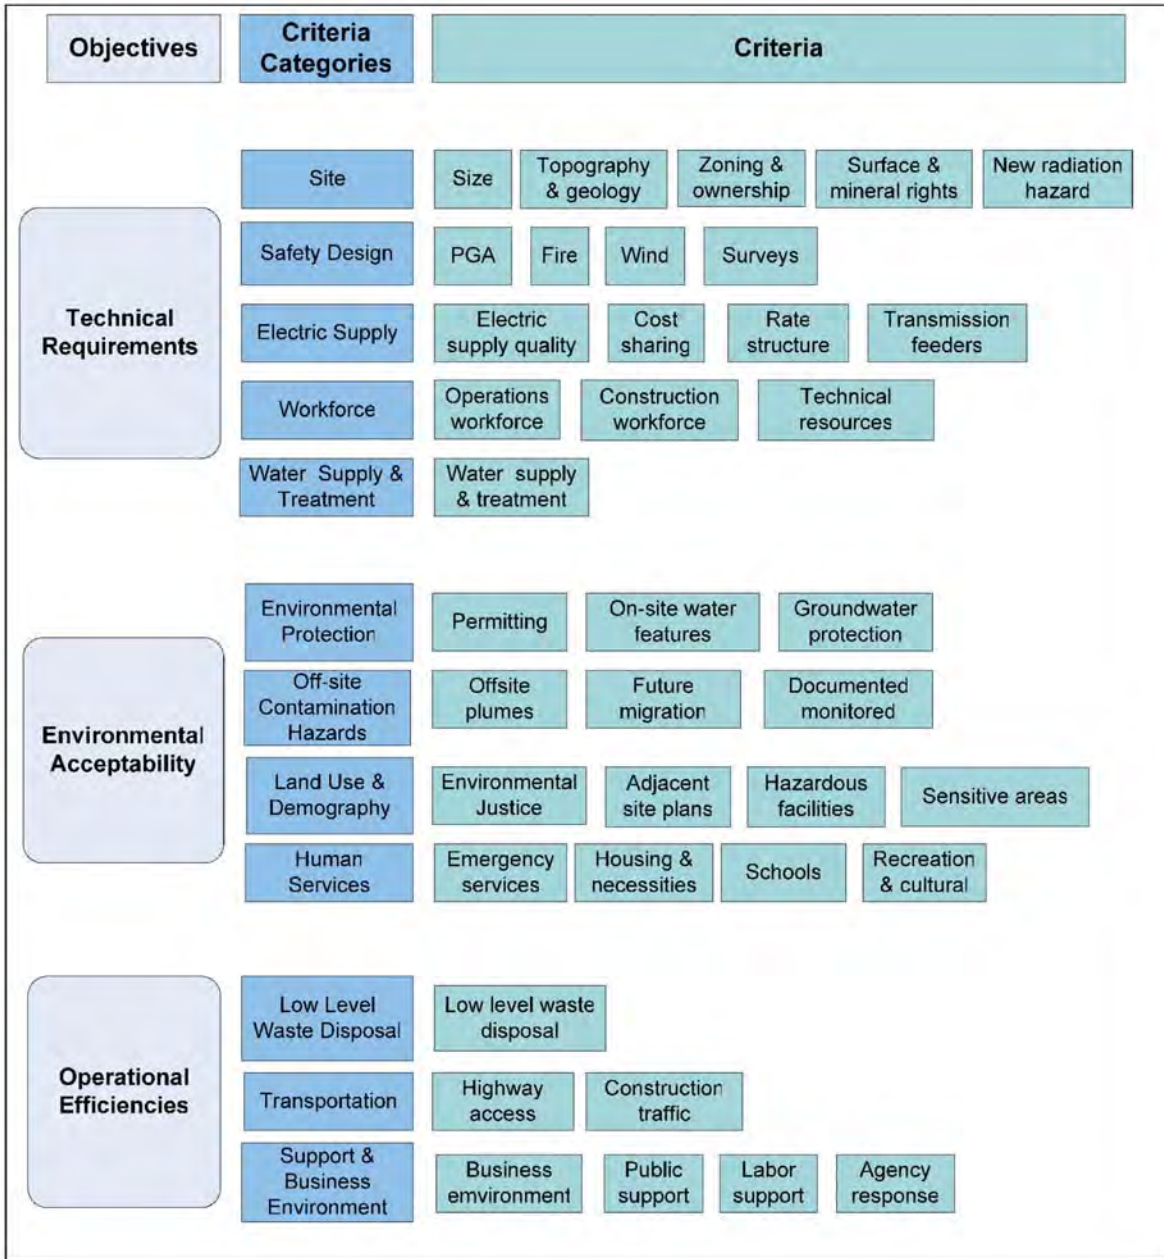 Objectives
Criteria
Categories
Criteria
Technical
Requirements
Site
Size
Topography
& geology
Zoning &
ownership
Surface &
mineral rights
New radiation
hazard
Safety Design
PGA
Fire
Wind
Surveys
Electric Supply
Electric
supply quality
Cost
sharing
Rate
structure
Transmission
feeders
Workforce
Operations
workforce
Construction
workforce
Technical
resources
Water Supply &
Treatment
Water supply
& treatment
Environmental
Acceptability
Environmental
Protection
Permitting
On-site water
features
Groundwater
protection
Off-site
Contamination
Hazards
Offsite
plumes
Future
migration
Documented
monitored
Land Use &
Demography
Environmental
Justice
Adjacent
site plans
Hazardous
facilities
Sensitive areas
Human
Services
Emergency
services
Housing &
necessities
Schools
Recreation
& cultural
Operational
Efficiencies
Low Level
Waste Disposal
Low level waste
disposal
Transportation
Highway
access
Construction
traffic
Support &
Business
Environment
Business
emvironment
Public
support
Labor
support
Agency
response